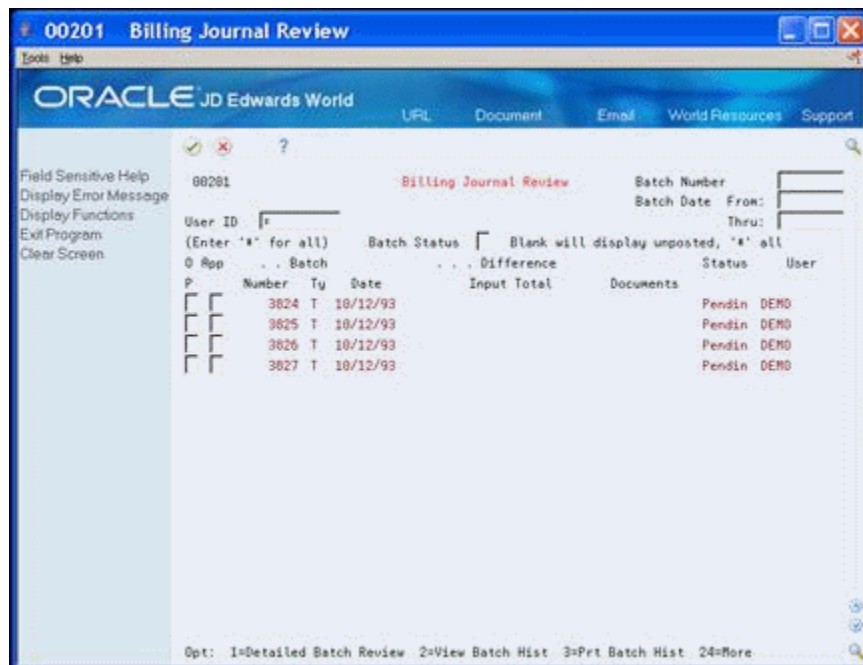 00201 Billing Journal Review
Tools Help
ORACLE JD Edwards World
URL Document Email World Resources Support
?
Field Sensitive Help
Display Error Message
Display Functions
Exit Program
Clear Screen
00201 Billing Journal Review Batch Number
Batch Date From:
User ID * Thru:
(Enter '*' for all) Batch Status Blank will display unposted, '*' all
O App . . Batch . . . Difference Status User
P Number Ty Date Input Total Documents
3824 T 10/12/93 Pendin DEMO
3825 T 10/12/93 Pendin DEMO
3826 T 10/12/93 Pendin DEMO
3827 T 10/12/93 Pendin DEMO
Opt: 1=Detailed Batch Review 2=View Batch Hist 3=Prt Batch Hist 24=More